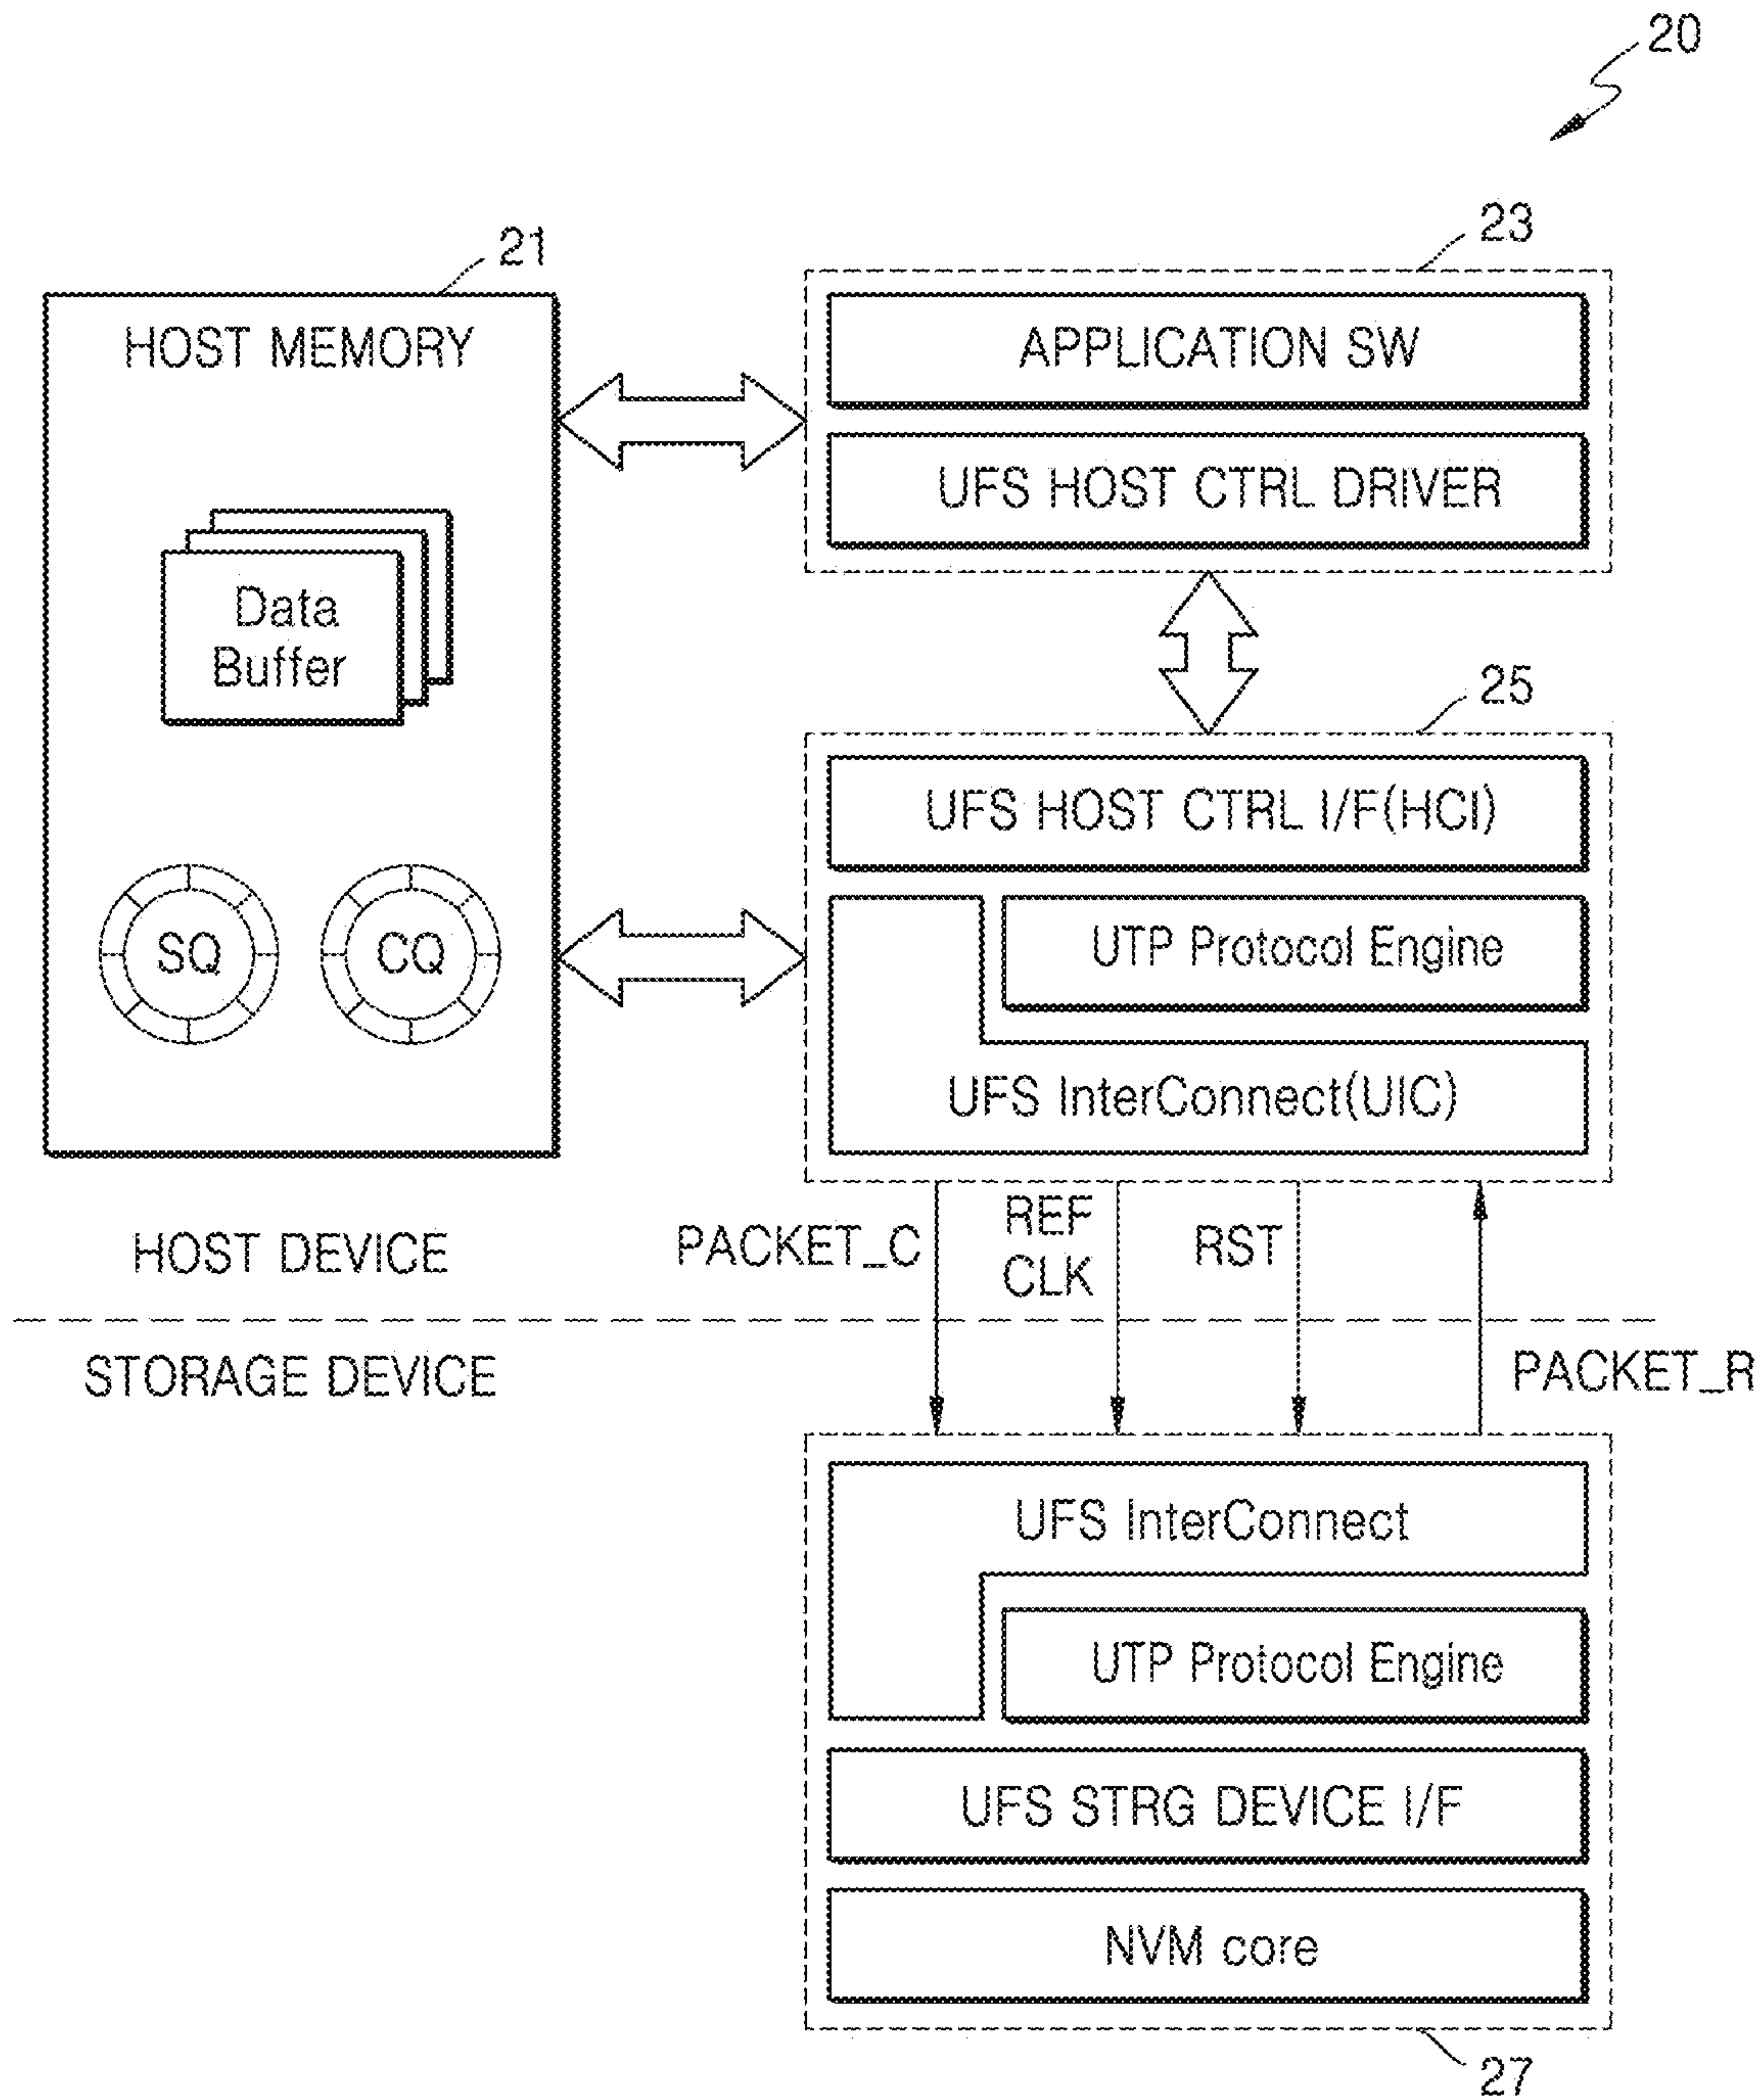 20
21
HOST MEMORY
Data
Buffer
SQ
CQ
23
APPLICATION SW
UFS HOST CTRL DRIVER
25
UFS HOST CTRL I/F(HCI)
UTP Protocol Engine
UFS InterConnect(UIC)
HOST DEVICE
PACKET_C
REF
CLK
RST
STORAGE DEVICE
PACKET_R
UFS InterConnect
UTP Protocol Engine
UFS STRG DEVICE I/F
NVM core
27